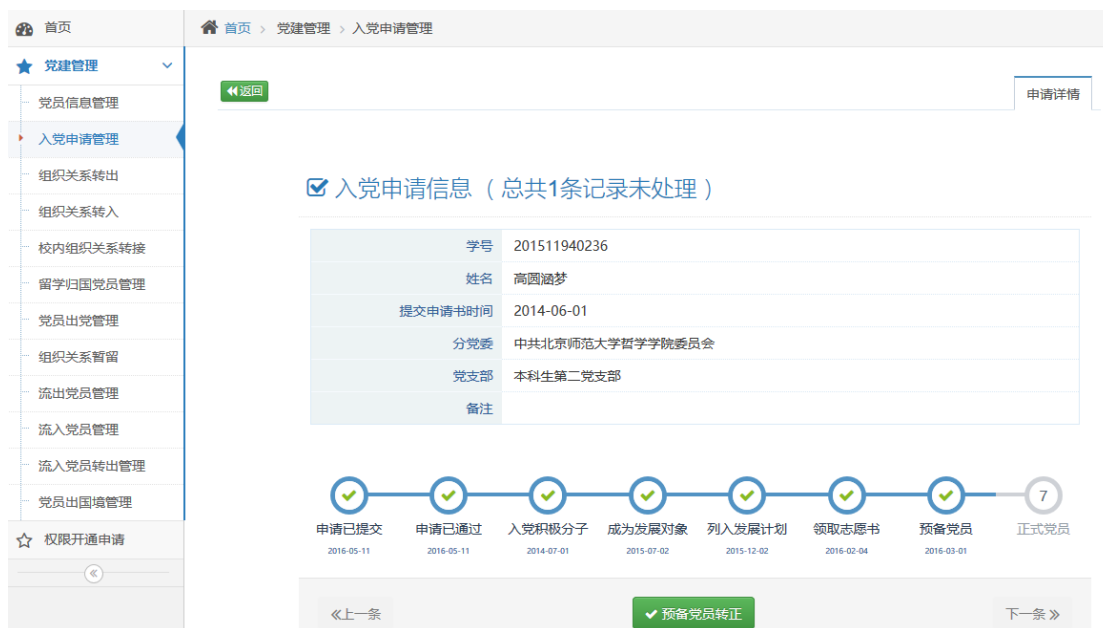 首页
党建管理
党员信息管理
入党申请管理
组织关系转出
组织关系转入
校内组织关系转接
留学归国党员管理
党员出党管理
组织关系暂留
流出党员管理
流入党员管理
流入党员转出管理
党员出国境管理
权限开通申请
首页 > 党建管理 > 入党申请管理
返回
申请详情
入党申请信息（总共1条记录未处理）
学号 201511940236
姓名 高圆涵梦
提交申请书时间 2014-06-01
分党委 中共北京师范大学哲学学院委员会
党支部 本科生第二党支部
备注
7
申请已提交 申请已通过 入党积极分子 成为发展对象 列入发展计划 领取志愿书 预备党员 正式党员
2016-05-11 2016-05-11 2014-07-01 2015-07-02 2015-12-02 2016-02-04 2016-03-01
《上一条 预备党员转正 下一条》